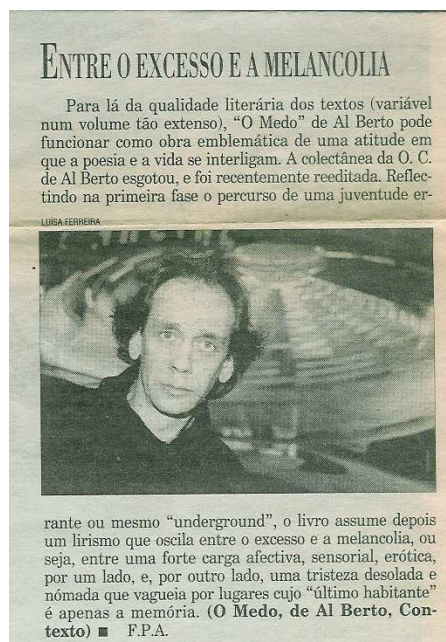 ENTRE O EXCESSO E A MELANCOLIA
Para lá da qualidade literária dos textos (variável
num volume tão extenso), “O Medo” de Al Berto pode
funcionar como obra emblemática de uma atitude em
que a poesia e a vida se interligam. A colectânea da O. C.
de Al Berto esgotou, e foi recentemente reeditada. Reflec-
tindo na primeira fase o percurso de uma juventude er-
LUÍSA FERREIRA
rante ou mesmo “underground”, o livro assume depois
um lirismo que oscila entre o excesso e a melancolia, ou
seja, entre uma forte carga afectiva, sensorial, erótica,
por um lado, e, por outro lado, uma tristeza desolada e
nómada que vagueia por lugares cujo “último habitante”
é apenas a memória. (O Medo, de Al Berto, Con-
texto) ■ F.P.A.